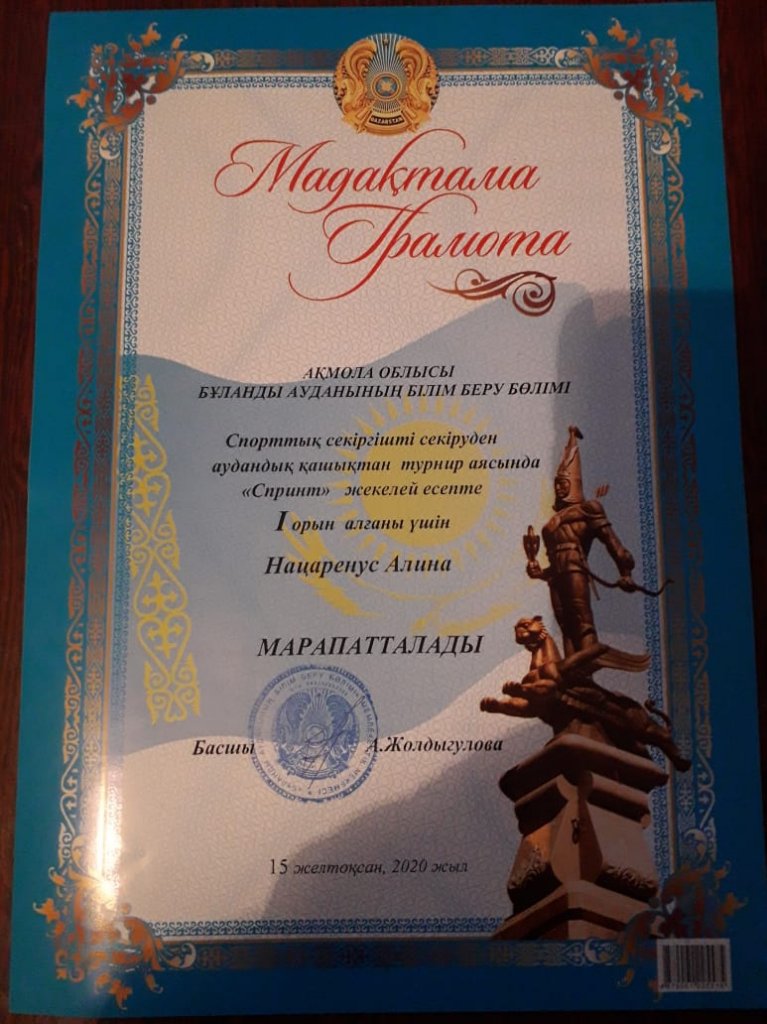 KAZAKSTAN
Мадақтама
Грамота
АҚМОЛА ОБЛЫСЫ
БҰЛАНДЫ АУДАНЫНЫҢ БІЛІМ БЕРУ БӨЛІМІ
Спорттық секіргішті секіруден
аудандық қашықтан турнир аясында
«Спринт» жекелей есепте
I орын алғаны үшін
Нацаренус Алина
МАРАПАТТАЛАДЫ
Басшы А.Жолдыгулова
15 желтоқсан, 2020 жыл